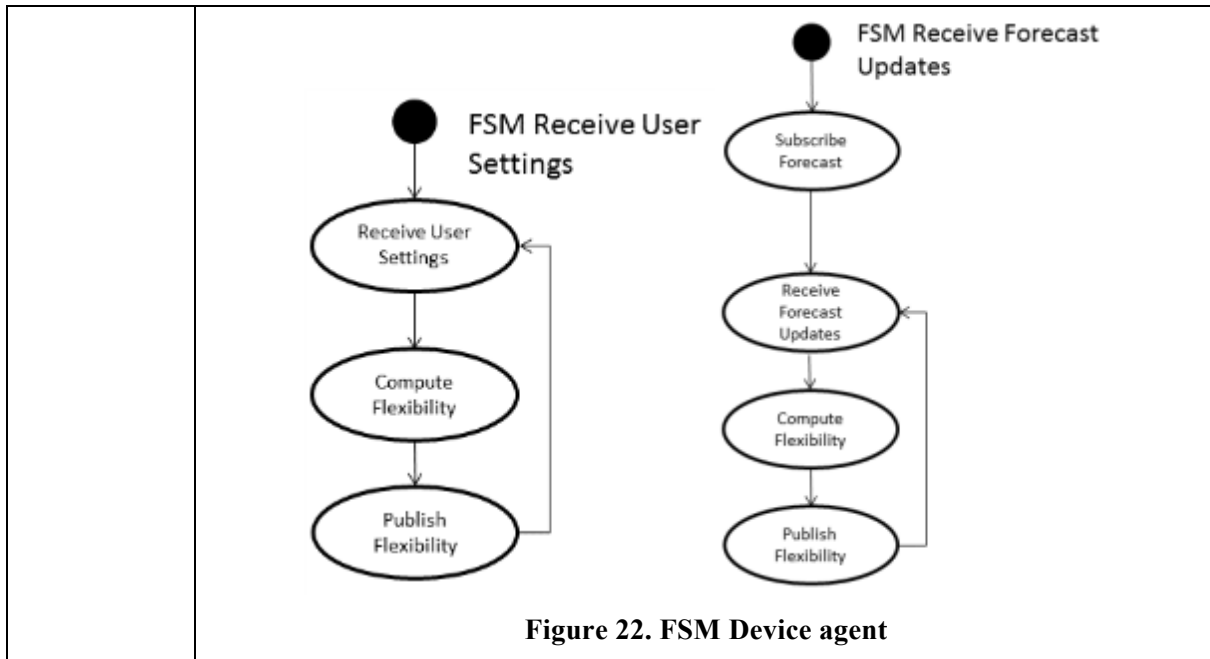 FSM Receive User
Settings
Receive User
Settings
Compute
Flexibility
Publish
Flexibility
FSM Receive Forecast
Updates
Subscribe
Forecast
Receive
Forecast
Updates
Compute
Flexibility
Publish
Flexibility
Figure 22. FSM Device agent